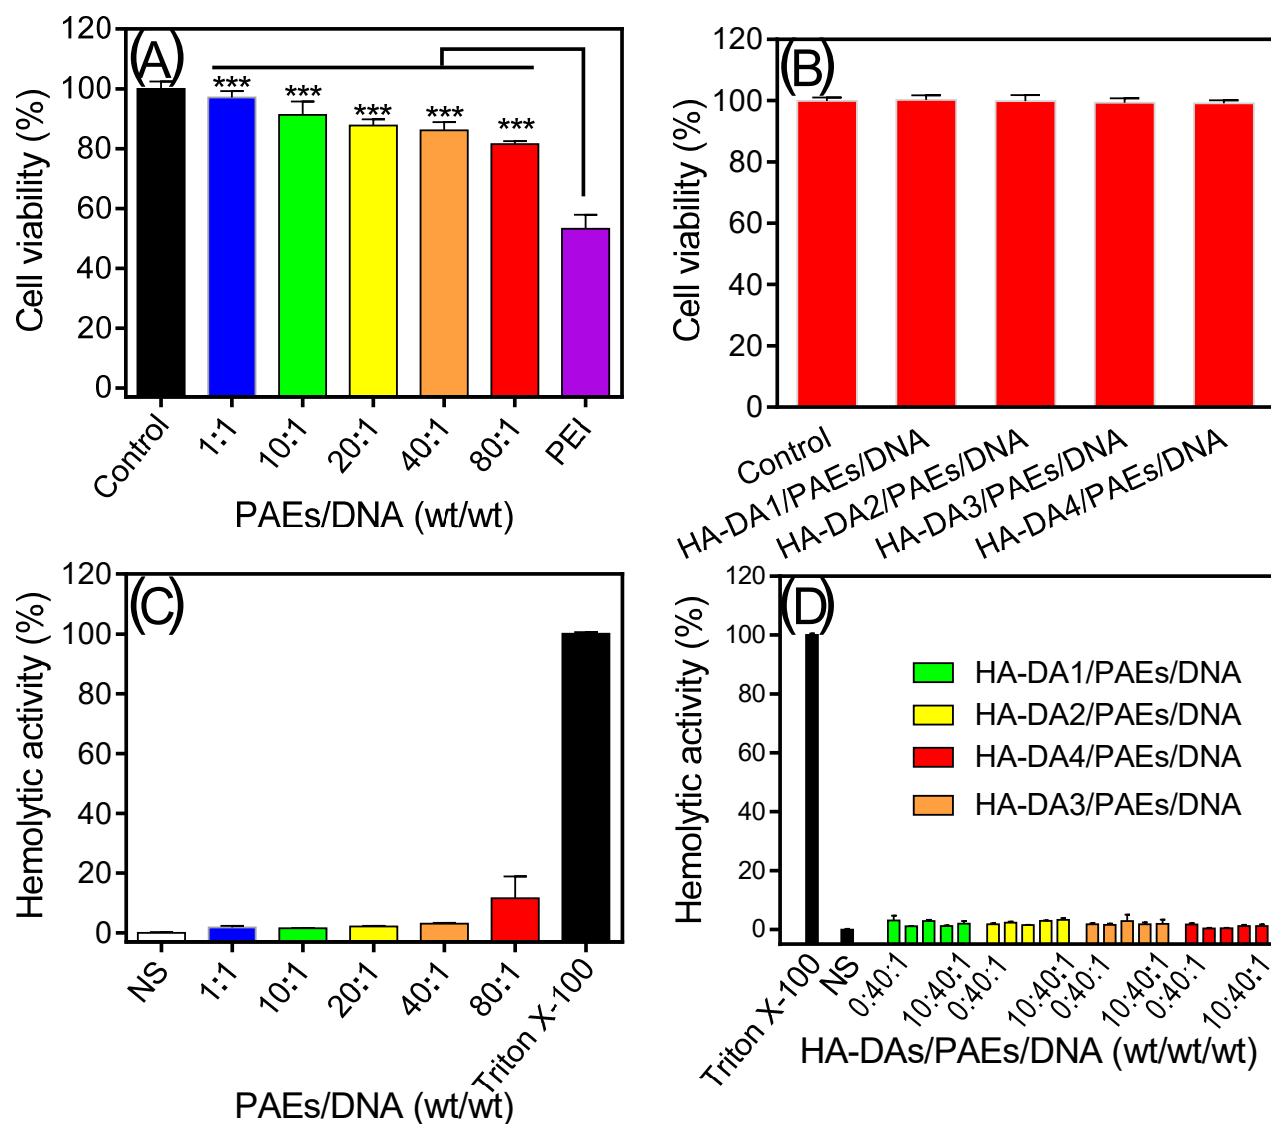 (A)
120
100
80
60
40
20
0
Cell viability (%)
***
***
***
***
***
Control
1:1
10:1
20:1
40:1
80:1
PEI
PAEs/DNA (wt/wt)
(B)
120
100
80
60
40
20
0
Cell viability (%)
Control
HA-DA1/PAEs/DNA
HA-DA2/PAEs/DNA
HA-DA3/PAEs/DNA
HA-DA4/PAEs/DNA
(C)
120
100
80
60
40
20
0
Hemolytic activity (%)
NS
1:1
10:1
20:1
40:1
80:1
Triton X-100
PAEs/DNA (wt/wt)
(D)
120
100
80
60
40
20
0
Hemolytic activity (%)
HA-DA1/PAEs/DNA
HA-DA2/PAEs/DNA
HA-DA4/PAEs/DNA
HA-DA3/PAEs/DNA
Triton X-100
NS
0:40:1
10:40:1
0:40:1
10:40:1
0:40:1
10:40:1
0:40:1
10:40:1
HA-DAs/PAEs/DNA (wt/wt/wt)